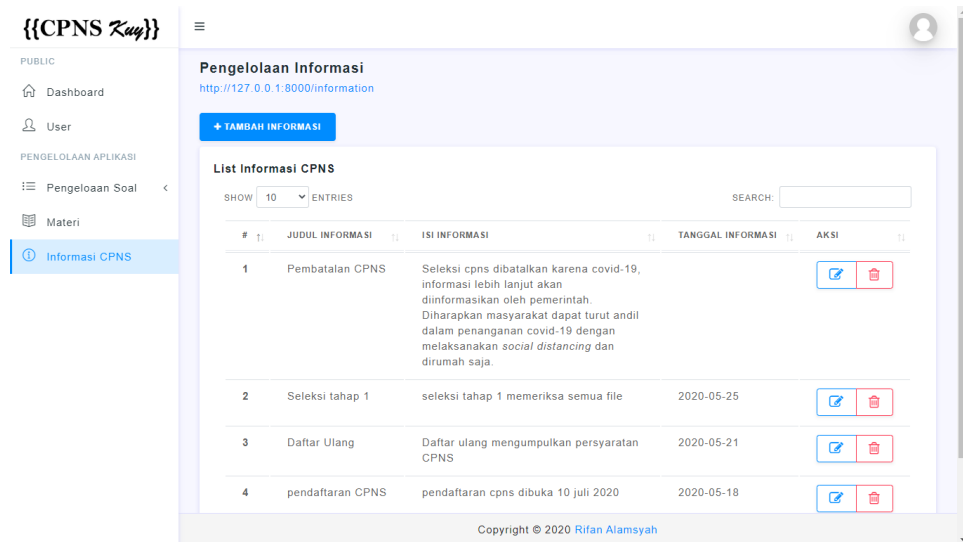 {{CPNS Kuy}}
PUBLIC
Dashboard
User
PENGELOLAAN APLIKASI
Pengeloaan Soal
Materi
Informasi CPNS
Pengelolaan Informasi
http://127.0.0.1:8000/information
+ TAMBAH INFORMASI
List Informasi CPNS
SHOW 10 ENTRIES
SEARCH:
# JUDUL INFORMASI ISI INFORMASI TANGGAL INFORMASI AKSI
1 Pembatalan CPNS Seleksi cpns dibatalkan karena covid-19,
informasi lebih lanjut akan
diinformasikan oleh pemerintah.
Diharapkan masyarakat dapat turut andil
dalam penanganan covid-19 dengan
melaksanakan social distancing dan
dirumah saja.
2 Seleksi tahap 1 seleksi tahap 1 memeriksa semua file 2020-05-25
3 Daftar Ulang Daftar ulang mengumpulkan persyaratan 2020-05-21
CPNS
4 pendaftaran CPNS pendaftaran cpns dibuka 10 juli 2020 2020-05-18
Copyright © 2020 Rifan Alamsyah